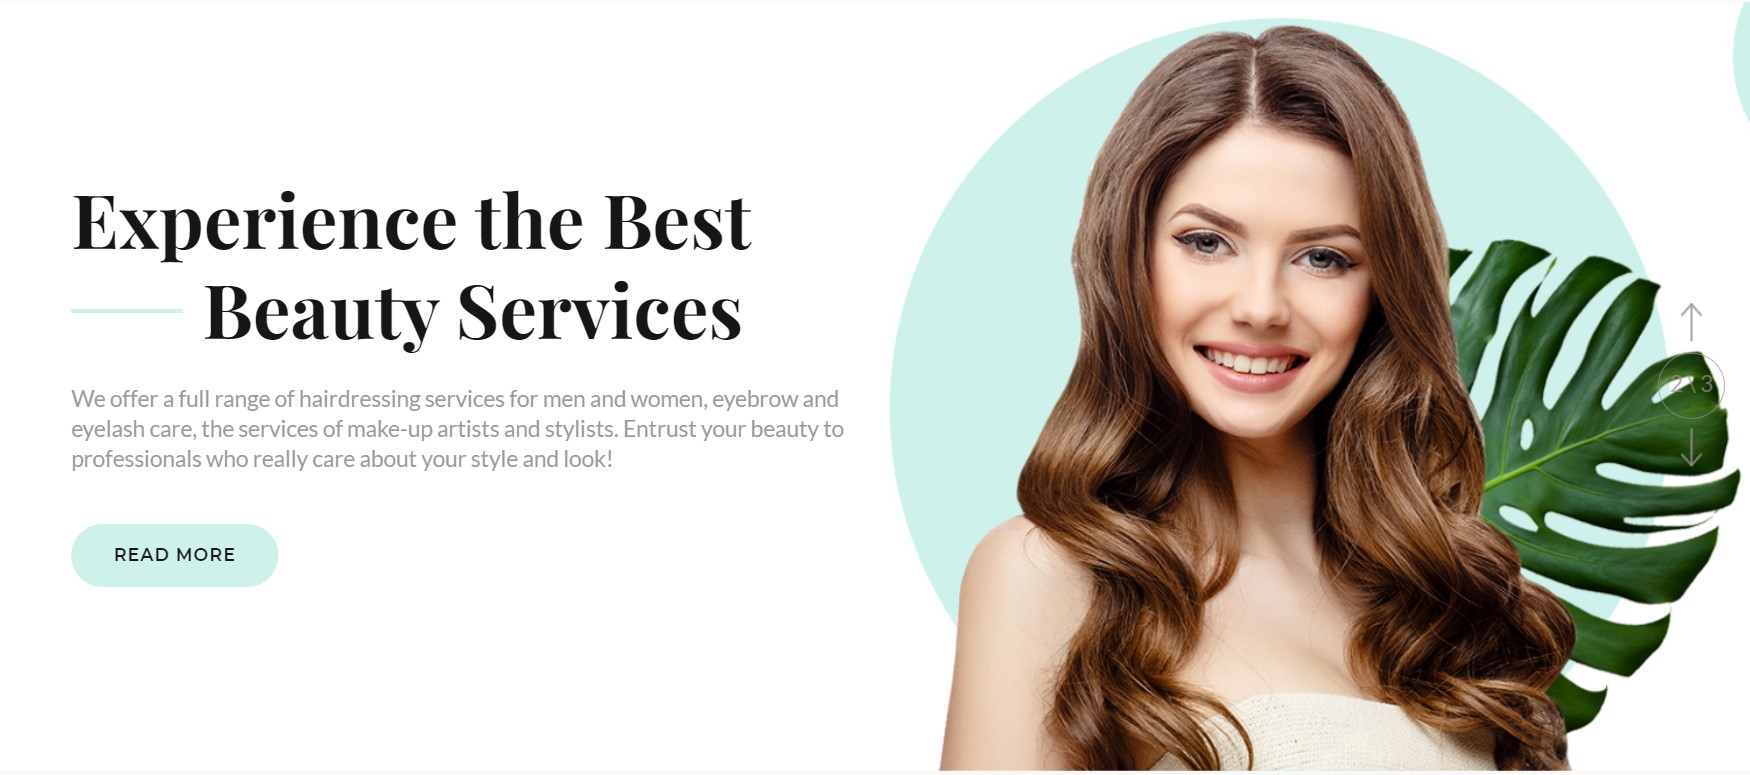 Experience the Best
Beauty Services
We offer a full range of hairdressing services for men and women, eyebrow and
eyelash care, the services of make-up artists and stylists. Entrust your beauty to
professionals who really care about your style and look!
READ MORE
2 \ 3